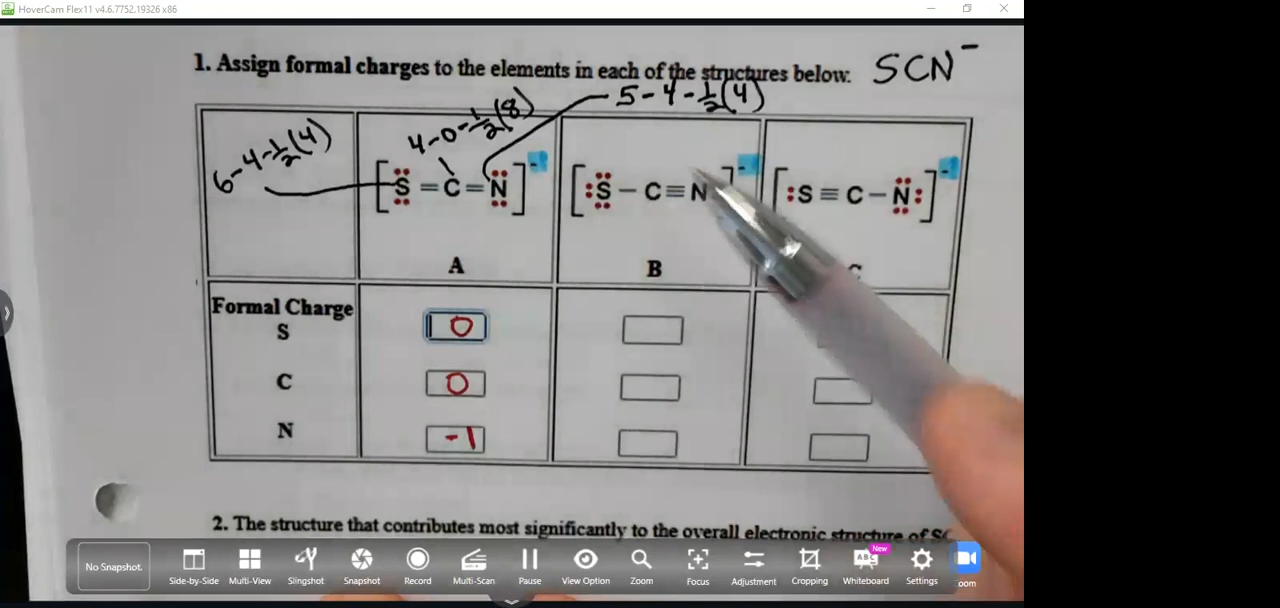 HoverCam Flex11 v4.6.7752.19326 x86
1. Assign formal charges to the elements in each of the structures below: SCN⁻
6-4-½(4)
4-0-½(8)
5-4-½(4)
[S=C=N]⁻
[:S-C≡N]⁻
[:S≡C-N:]⁻
A B
Formal Charge
S 0
C 0
N -1
2. The structure that contributes most significantly to the overall electronic structure of
No Snapshot.
Side-by-Side Multi-View Slingshot Snapshot Record Multi-Scan Pause View Option Zoom Focus Adjustment Cropping New ABC Whiteboard Settings oom